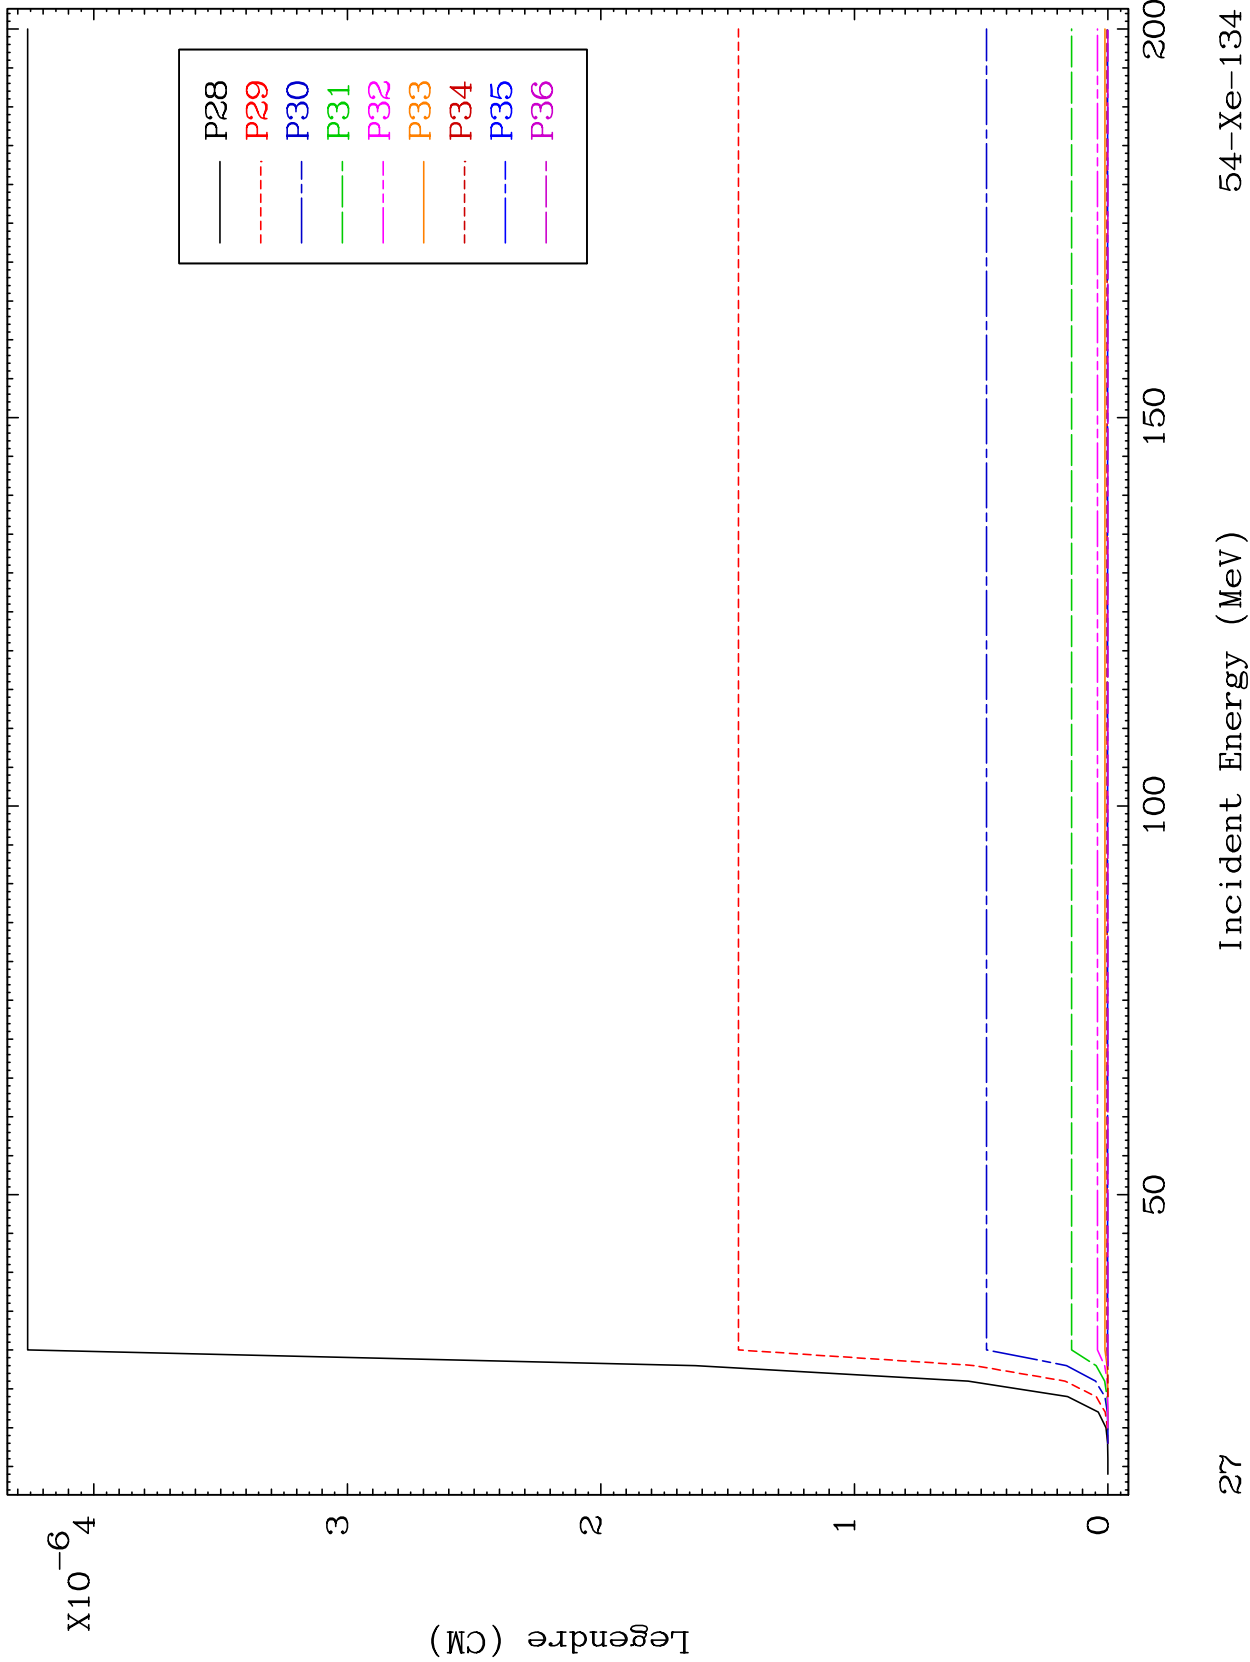 X10-6
4
3
2
1
0
Legendre (CM)
P28
P29
P30
P31
P32
P33
P34
P35
P36
50
100
150
200
Incident Energy (MeV)
27
54-Xe-134